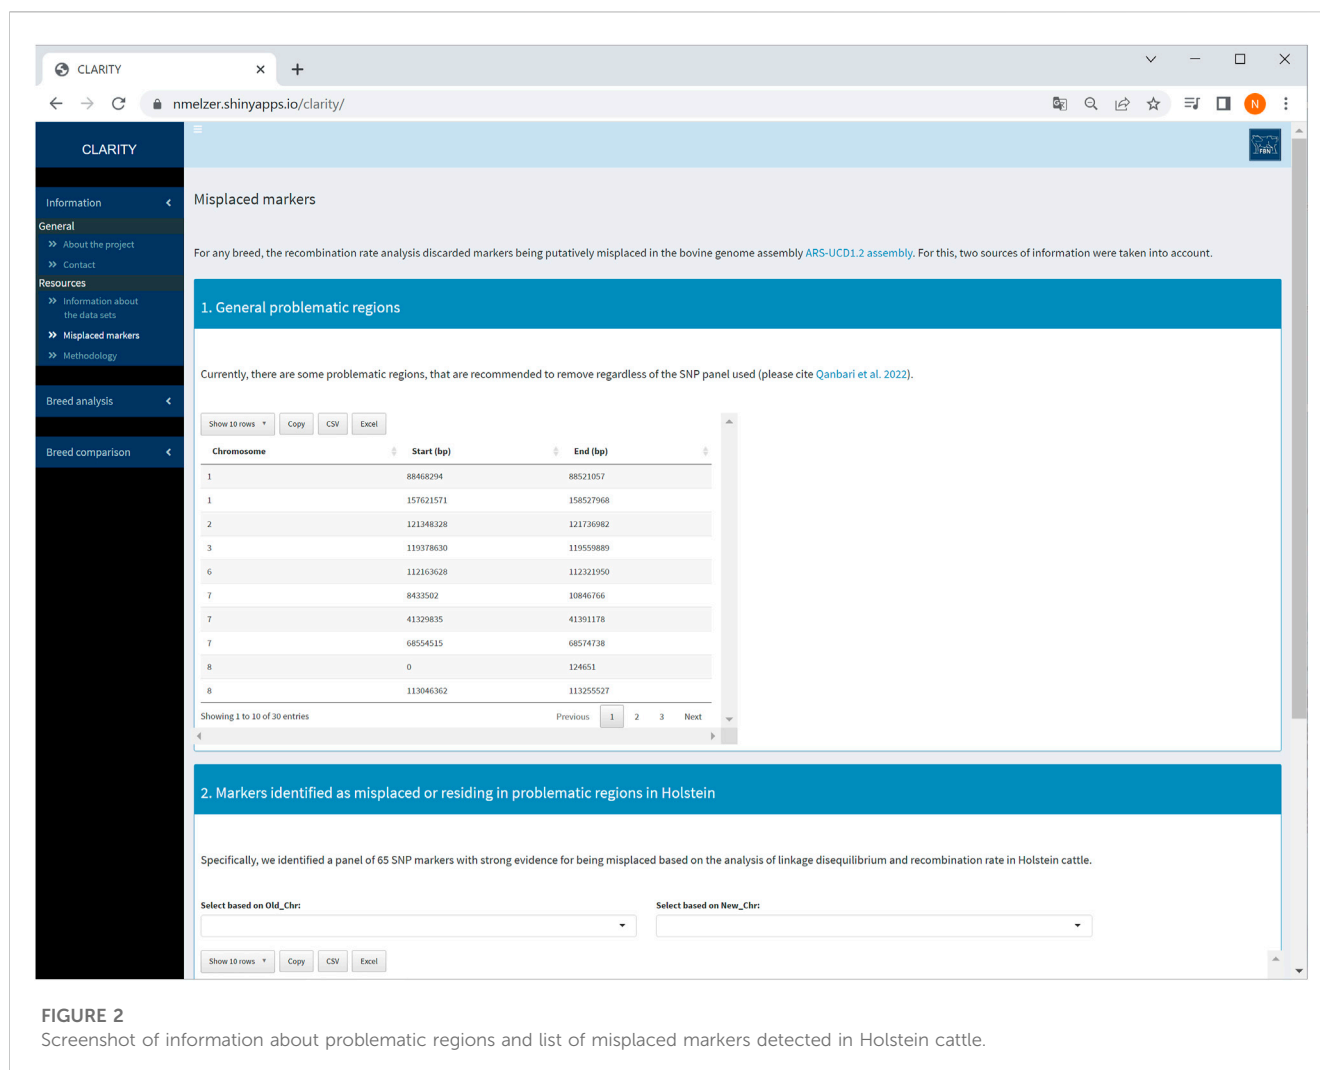 CLARITY
nmelzer.shinyapps.io/clarity/
N
CLARITY
FBN
Information
General
About the project
Contact
Resources
Information about
the data sets
Misplaced markers
Methodology
Breed analysis
Breed comparison
Misplaced markers
For any breed, the recombination rate analysis discarded markers being putatively misplaced in the bovine genome assembly ARS-UCD1.2 assembly. For this, two sources of information were taken into account.
1. General problematic regions
Currently, there are some problematic regions, that are recommended to remove regardless of the SNP panel used (please cite Qanbari et al. 2022).
Show 10 rows Copy CSV Excel
Chromosome Start (bp) End (bp)
1 88468294 88521057
1 157621571 158527968
2 121348328 121736982
3 119378630 119559889
6 112163628 112321950
7 8433502 10846766
7 41329835 41391178
7 68554515 68574738
8 0 124651
8 113046362 113255527
Showing 1 to 10 of 30 entries Previous 1 2 3 Next
2. Markers identified as misplaced or residing in problematic regions in Holstein
Specifically, we identified a panel of 65 SNP markers with strong evidence for being misplaced based on the analysis of linkage disequilibrium and recombination rate in Holstein cattle.
Select based on Old_Chr: Select based on New_Chr:
Show 10 rows Copy CSV Excel
FIGURE 2
Screenshot of information about problematic regions and list of misplaced markers detected in Holstein cattle.